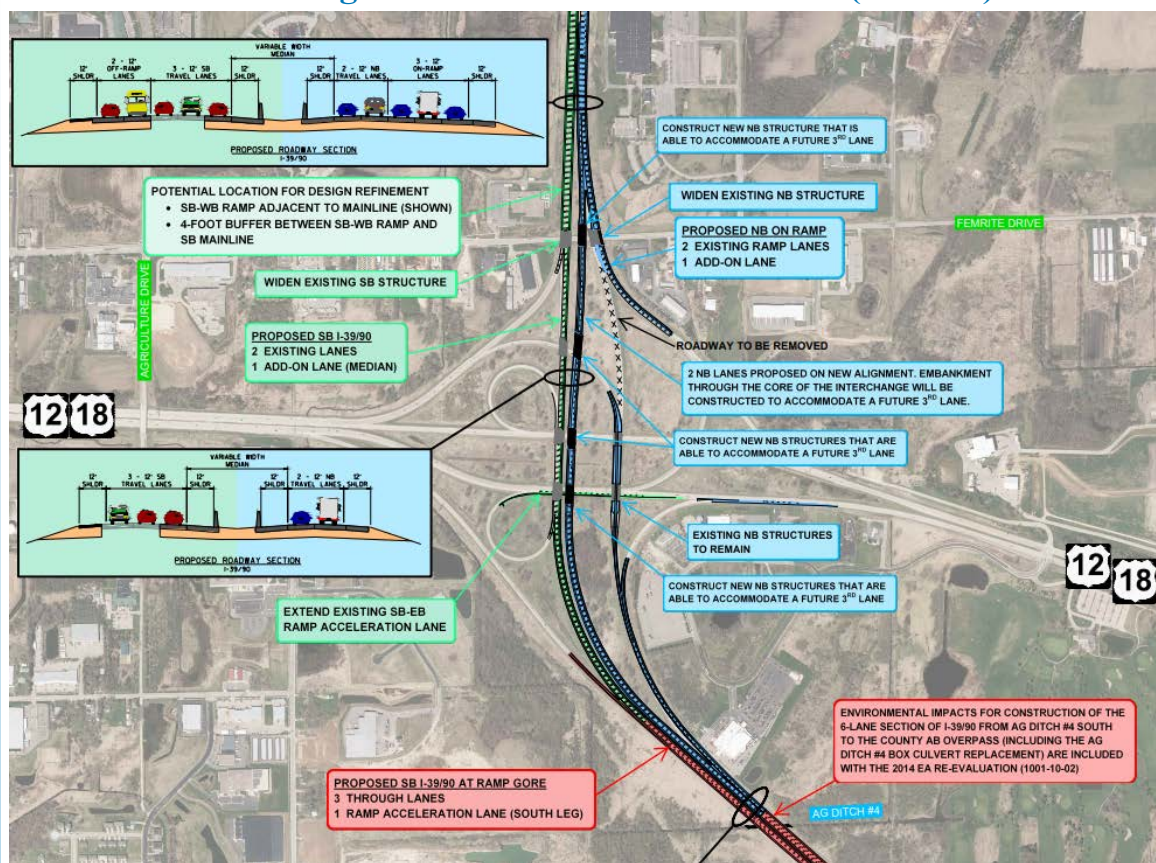 VARIABLE WIDTH
MEDIAN
12'
SHLDR
2 - 12'
OFF-RAMP
LANES
3 - 12' SB
TRAVEL LANES
12'
SHLDR
12'
SHLDR
2 - 12' NB
TRAVEL LANES
3 - 12'
ON-RAMP
LANES
12'
SHLDR
PROPOSED ROADWAY SECTION
I-39/90
CONSTRUCT NEW NB STRUCTURE THAT IS
ABLE TO ACCOMMODATE A FUTURE 3RD LANE
POTENTIAL LOCATION FOR DESIGN REFINEMENT
• SB-WB RAMP ADJACENT TO MAINLINE (SHOWN)
• 4-FOOT BUFFER BETWEEN SB-WB RAMP AND
SB MAINLINE
WIDEN EXISTING NB STRUCTURE
FEMRITE DRIVE
PROPOSED NB ON RAMP
2 EXISTING RAMP LANES
1 ADD-ON LANE
WIDEN EXISTING SB STRUCTURE
AGRICULTURE DRIVE
PROPOSED SB I-39/90
2 EXISTING LANES
1 ADD-ON LANE (MEDIAN)
ROADWAY TO BE REMOVED
2 NB LANES PROPOSED ON NEW ALIGNMENT. EMBANKMENT
THROUGH THE CORE OF THE INTERCHANGE WILL BE
CONSTRUCTED TO ACCOMMODATE A FUTURE 3RD LANE.
12 18
CONSTRUCT NEW NB STRUCTURES THAT ARE
ABLE TO ACCOMMODATE A FUTURE 3RD LANE
VARIABLE WIDTH
MEDIAN
12'
SHLDR
3 - 12' SB
TRAVEL LANES
12'
SHLDR
12'
SHLDR
2 - 12' NB
TRAVEL LANES
12'
SHLDR
PROPOSED ROADWAY SECTION
I-39/90
EXISTING NB STRUCTURES
TO REMAIN
12 18
CONSTRUCT NEW NB STRUCTURES THAT ARE
ABLE TO ACCOMMODATE A FUTURE 3RD LANE
EXTEND EXISTING SB-EB
RAMP ACCELERATION LANE
ENVIRONMENTAL IMPACTS FOR CONSTRUCTION OF THE
6-LANE SECTION OF I-39/90 FROM AG DITCH #4 SOUTH
TO THE COUNTY AB OVERPASS (INCLUDING THE AG
DITCH #4 BOX CULVERT REPLACEMENT) ARE INCLUDED
WITH THE 2014 EA RE-EVALUATION (1001-10-02)
PROPOSED SB I-39/90 AT RAMP GORE
3 THROUGH LANES
1 RAMP ACCELERATION LANE (SOUTH LEG)
AG DITCH #4